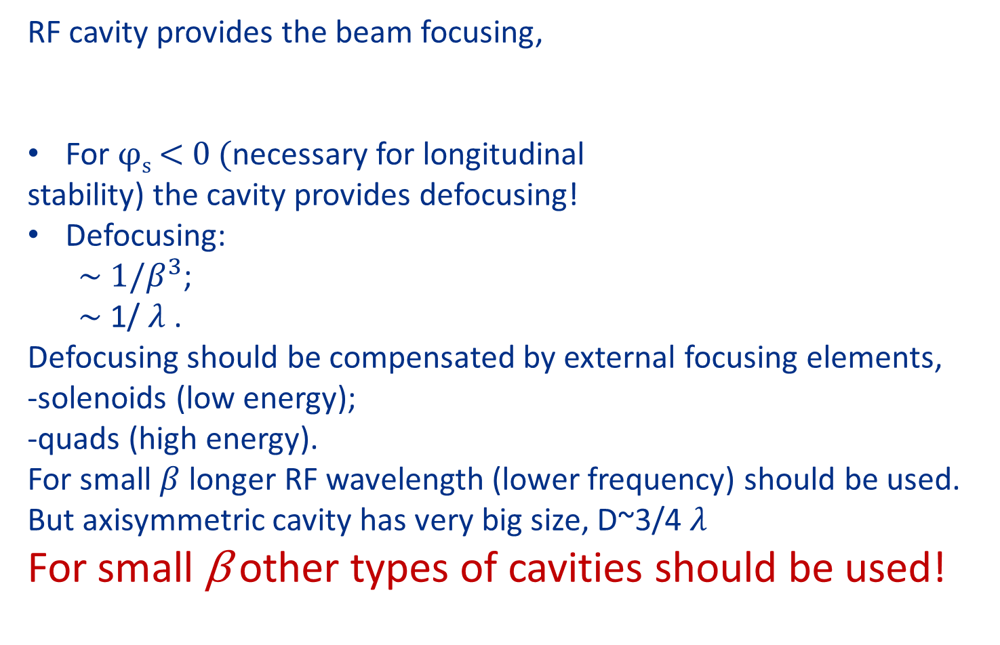 RF cavity provides the beam focusing,
• For φₛ < 0 (necessary for longitudinal
stability) the cavity provides defocusing!
• Defocusing:
~ 1/β³;
~ 1/ λ .
Defocusing should be compensated by external focusing elements,
-solenoids (low energy);
-quads (high energy).
For small β longer RF wavelength (lower frequency) should be used.
But axisymmetric cavity has very big size, D~3/4 λ
For small β other types of cavities should be used!